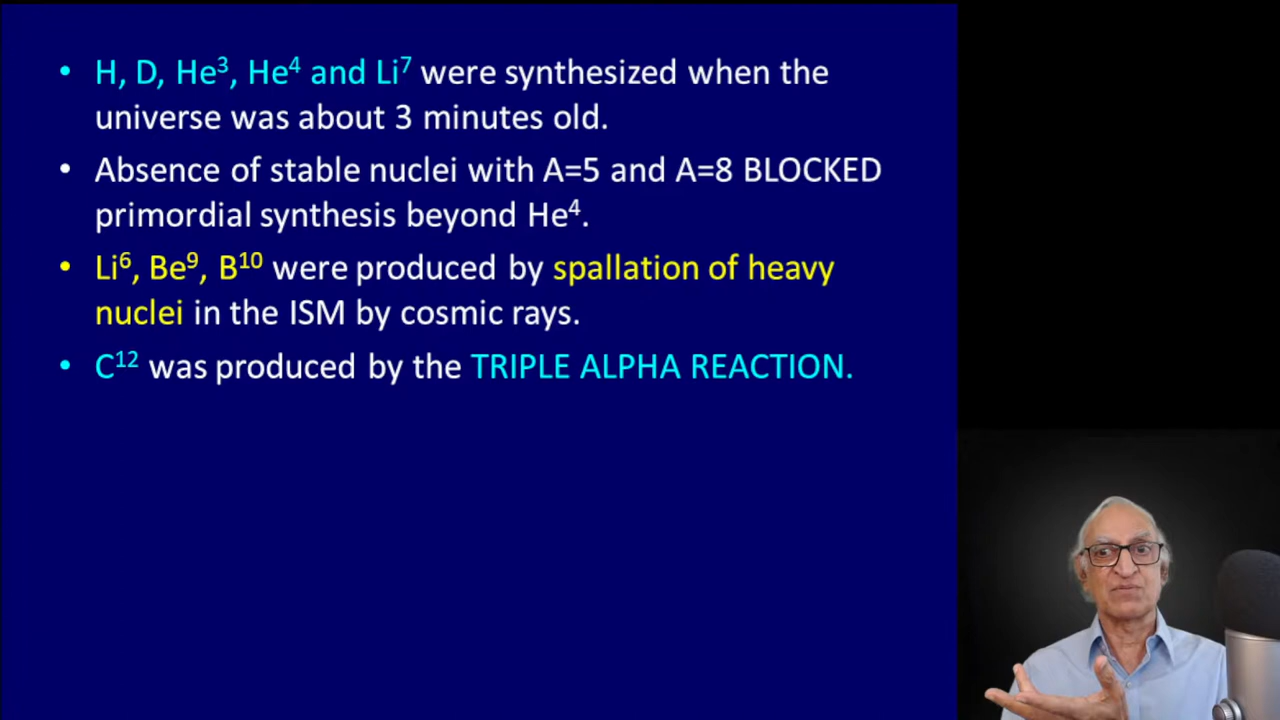 • H, D, He³, He⁴ and Li⁷ were synthesized when the
universe was about 3 minutes old.
• Absence of stable nuclei with A=5 and A=8 BLOCKED
primordial synthesis beyond He⁴.
• Li⁶, Be⁹, B¹⁰ were produced by spallation of heavy
nuclei in the ISM by cosmic rays.
• C¹² was produced by the TRIPLE ALPHA REACTION.